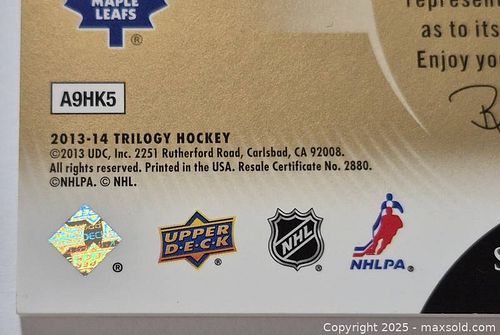 MAPLE
LEAFS
®
as to its
Enjoy
A9HK5
2013-14 TRILOGY HOCKEY
©2013 UDC, Inc. 2251 Rutherford Road, Carlsbad, CA 92008.
All rights reserved. Printed in the USA. Resale Certificate No. 2880.
©NHLPA. © NHL.
®
UPPER
DECK
®
NHL
®
NHLPA®
Copyright © 2025 - maxsold.com